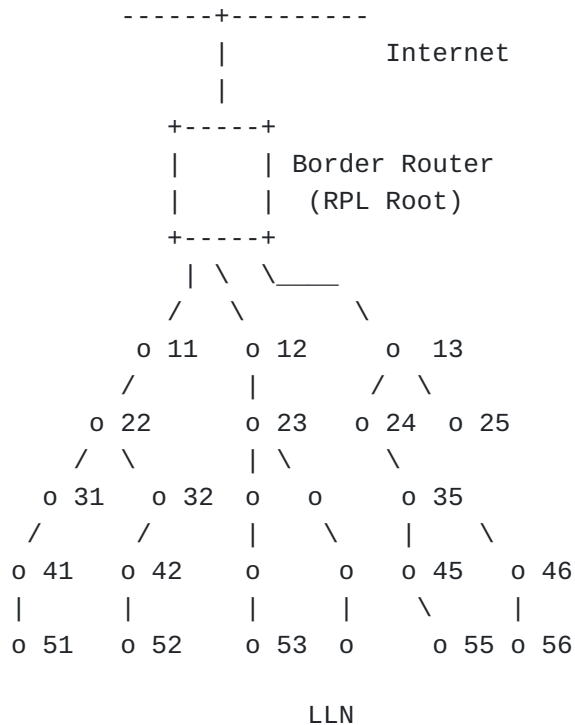 ------+---------
|          Internet
|
+-----+
|     | Border Router
|     |  (RPL Root)
+-----+
| \  \____
/   \       \
o 11   o 12     o  13
/       |       /  \
o 22        o 23   o 24  o 25
/  \       | \      \
o 31   o 32  o   o     o 35
/      /      |    \    |    \
o 41   o 42   o     o   o 45   o 46
|      |      |     |    \     |
o 51   o 52   o 53  o     o 55 o 56
LLN